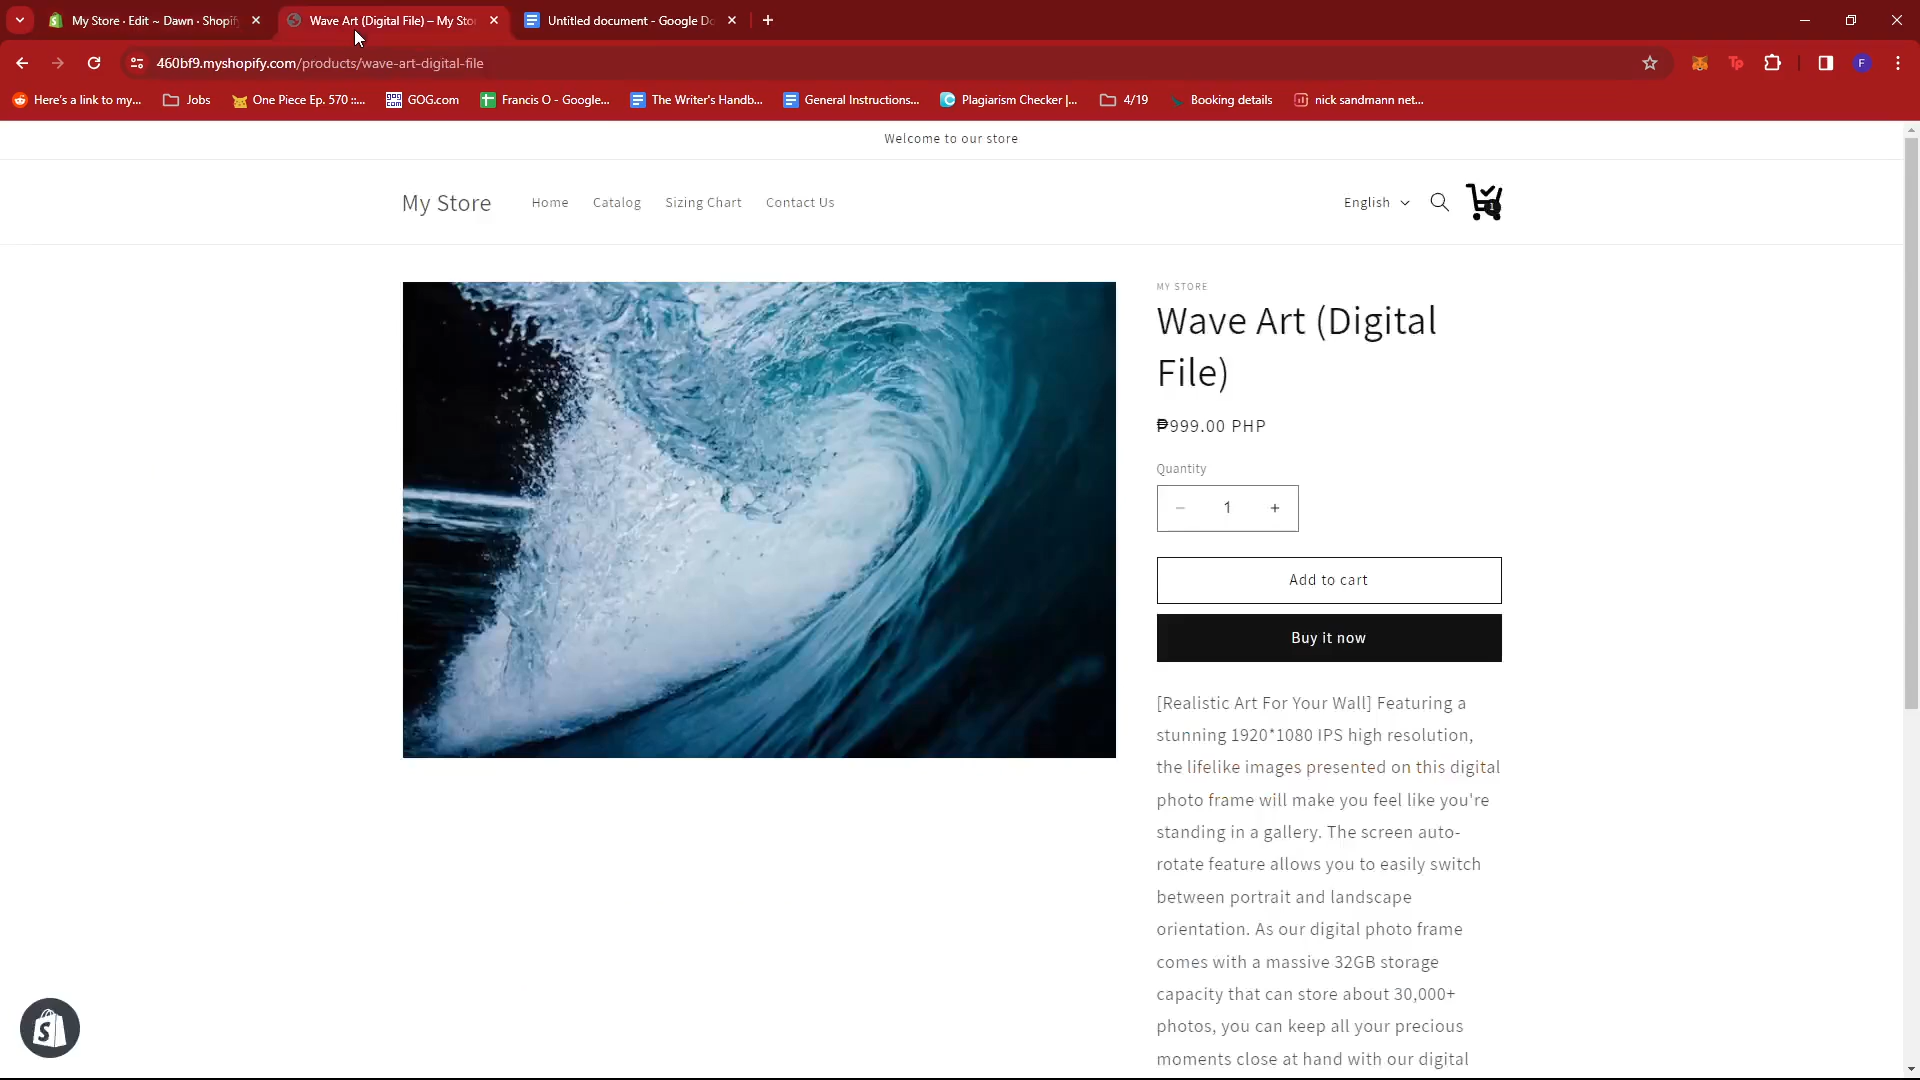 My Store · Edit ~ Dawn · Shopif
Wave Art (Digital File) – My Sto
Untitled document - Google Do
460bf9.myshopify.com/products/wave-art-digital-file
Here's a link to my...
Jobs
One Piece Ep. 570 ::...
GOG.com
Francis O - Google...
The Writer's Handb...
General Instructions...
Plagiarism Checker |...
4/19
Booking details
nick sandmann net...
Welcome to our store
My Store
Home
Catalog
Sizing Chart
Contact Us
English
1
MY STORE
Wave Art (Digital
File)
₱999.00 PHP
Quantity
− 1 +
Add to cart
Buy it now
[Realistic Art For Your Wall] Featuring a
stunning 1920*1080 IPS high resolution,
the lifelike images presented on this digital
photo frame will make you feel like you're
standing in a gallery. The screen auto-
rotate feature allows you to easily switch
between portrait and landscape
orientation. As our digital photo frame
comes with a massive 32GB storage
capacity that can store about 30,000+
photos, you can keep all your precious
moments close at hand with our digital